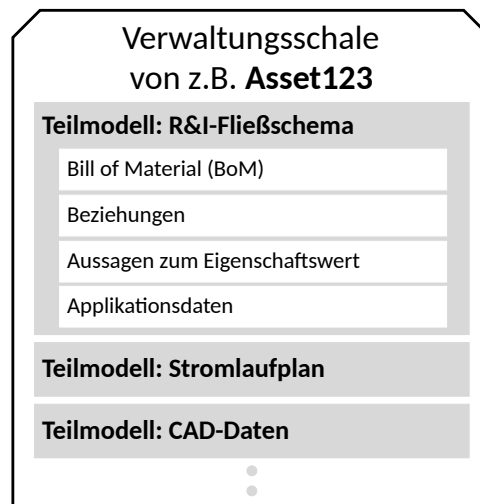 Verwaltungsschale
von z.B. Asset123
Teilmodell: R&I-Fließschema
Bill of Material (BoM)
Beziehungen
Aussagen zum Eigenschaftswert
Applikationsdaten
Teilmodell: Stromlaufplan
Teilmodell: CAD-Daten